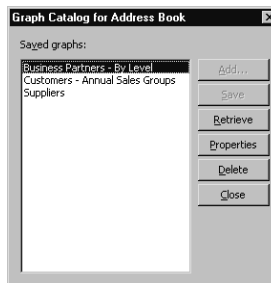 Graph Catalog for Address Book
Saved graphs:
Business Partners - By Level
Customers - Annual Sales Groups
Suppliers
Add...
Save
Retrieve
Properties
Delete
Close